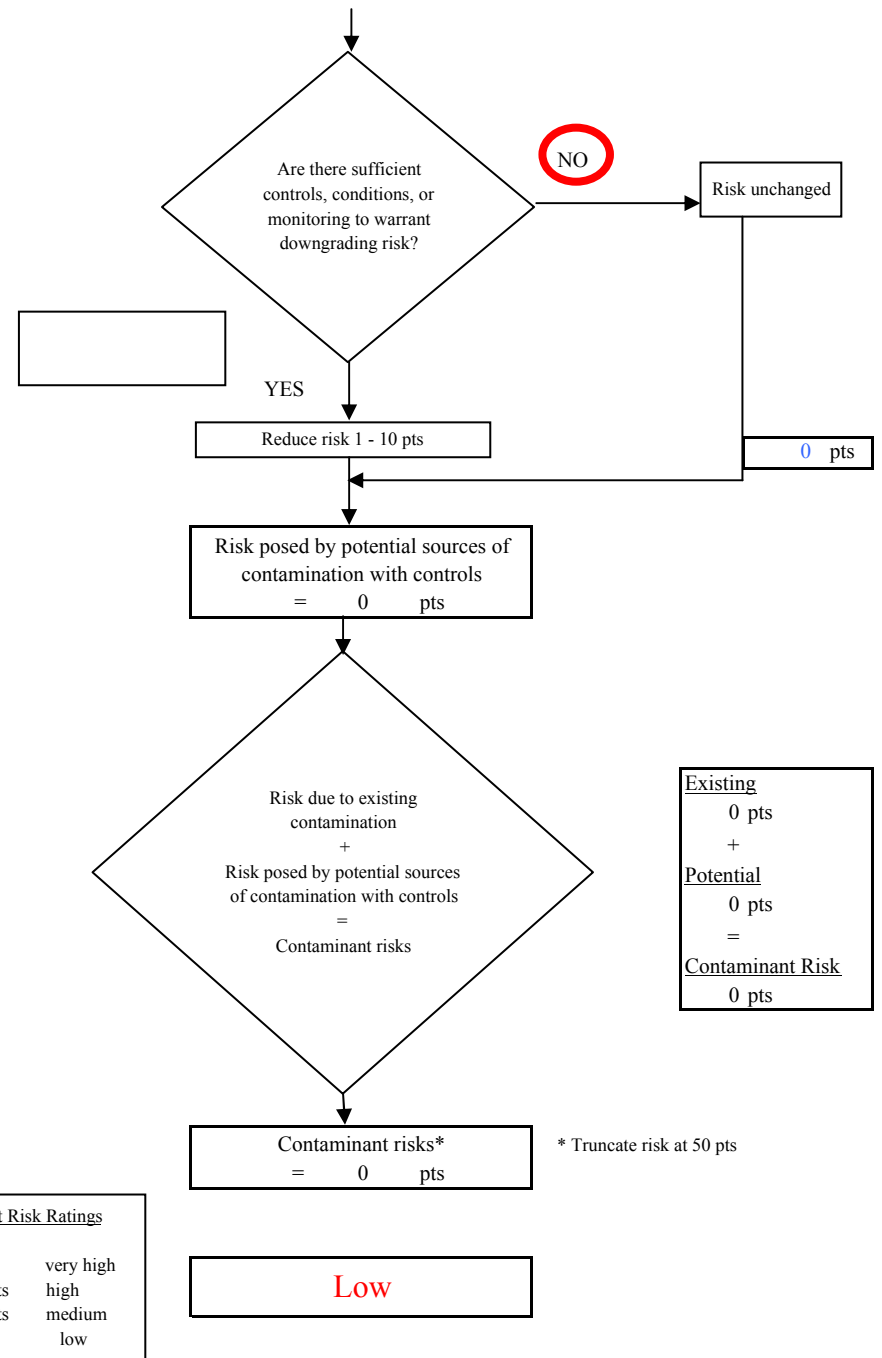 Are there sufficient
controls, conditions, or
monitoring to warrant
downgrading risk?
NO
Risk unchanged
YES
Reduce risk 1 - 10 pts
0 pts
Risk posed by potential sources of
contamination with controls
= 0 pts
Risk due to existing
contamination
+
Risk posed by potential sources
of contamination with controls
=
Contaminant risks
Existing
0 pts
+
Potential
0 pts
=
Contaminant Risk
0 pts
Contaminant risks*
= 0 pts
* Truncate risk at 50 pts
Risk Ratings
very high
high
medium
low
Low